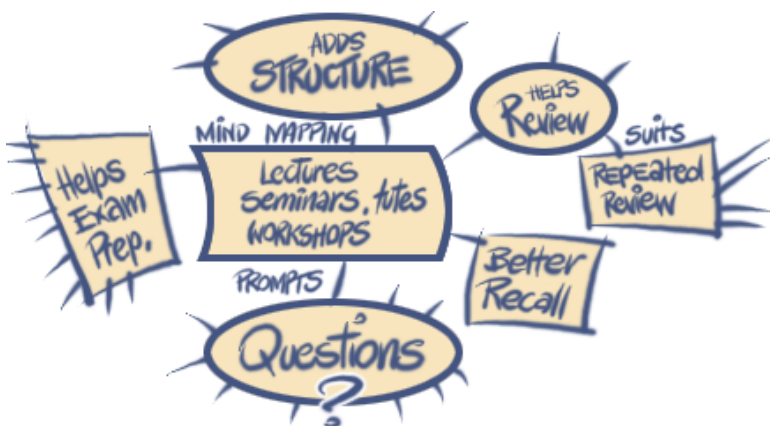 ADDS
STRUCTURE
HELPS
Review
MIND MAPPING
Lectures
Seminars, tutes
WORKSHOPS
SUITS
REPEATED
REVIEW
Helps
Exam
Prep.
Better
Recall
PROMPTS
Questions
?